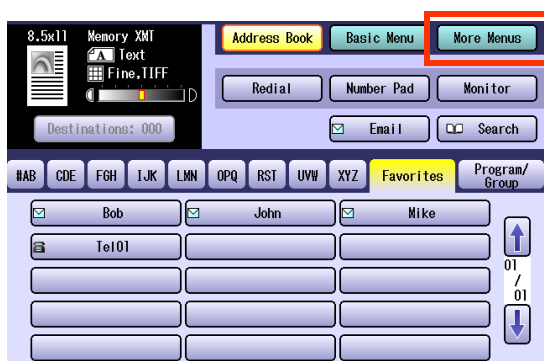 8.5x11 Memory XMT
A Text
Fine,TIFF
D
Destinations: 000
Address Book Basic Menu More Menus
Redial Number Pad Monitor
Email Search
#AB CDE FGH IJK LMN OPQ RST UVW XYZ Favorites Program/
Group
Bob John Mike
Tel01
01
/
01